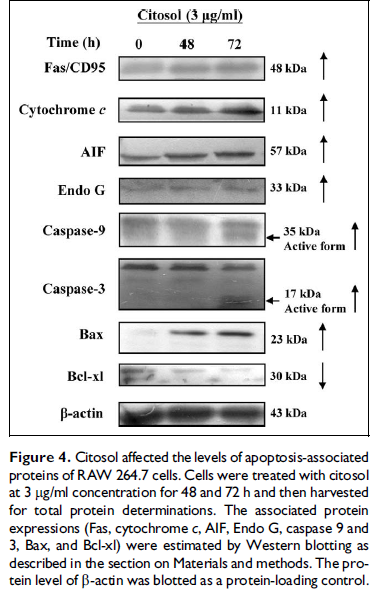 Citosol (3 μg/ml)
Time (h) 0 48 72
Fas/CD95 48 kDa
Cytochrome c 11 kDa
AIF 57 kDa
Endo G 33 kDa
Caspase-9 35 kDa
Active form
Caspase-3 17 kDa
Active form
Bax 23 kDa
Bcl-xl 30 kDa
β-actin 43 kDa
Figure 4. Citosol affected the levels of apoptosis-associated
proteins of RAW 264.7 cells. Cells were treated with citosol
at 3 μg/ml concentration for 48 and 72 h and then harvested
for total protein determinations. The associated protein
expressions (Fas, cytochrome c, AIF, Endo G, caspase 9 and
3, Bax, and Bcl-xl) were estimated by Western blotting as
described in the section on Materials and methods. The pro-
tein level of β-actin was blotted as a protein-loading control.